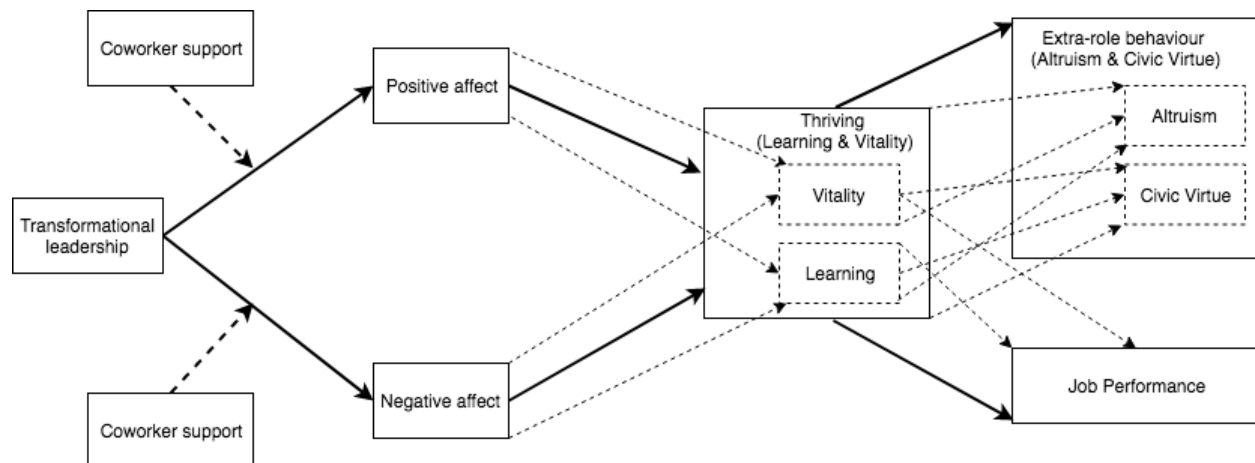 Coworker support
Positive affect
Extra-role behaviour
(Altruism & Civic Virtue)
Altruism
Thriving
(Learning & Vitality)
Vitality
Civic Virtue
Transformational
leadership
Learning
Negative affect
Job Performance
Coworker support